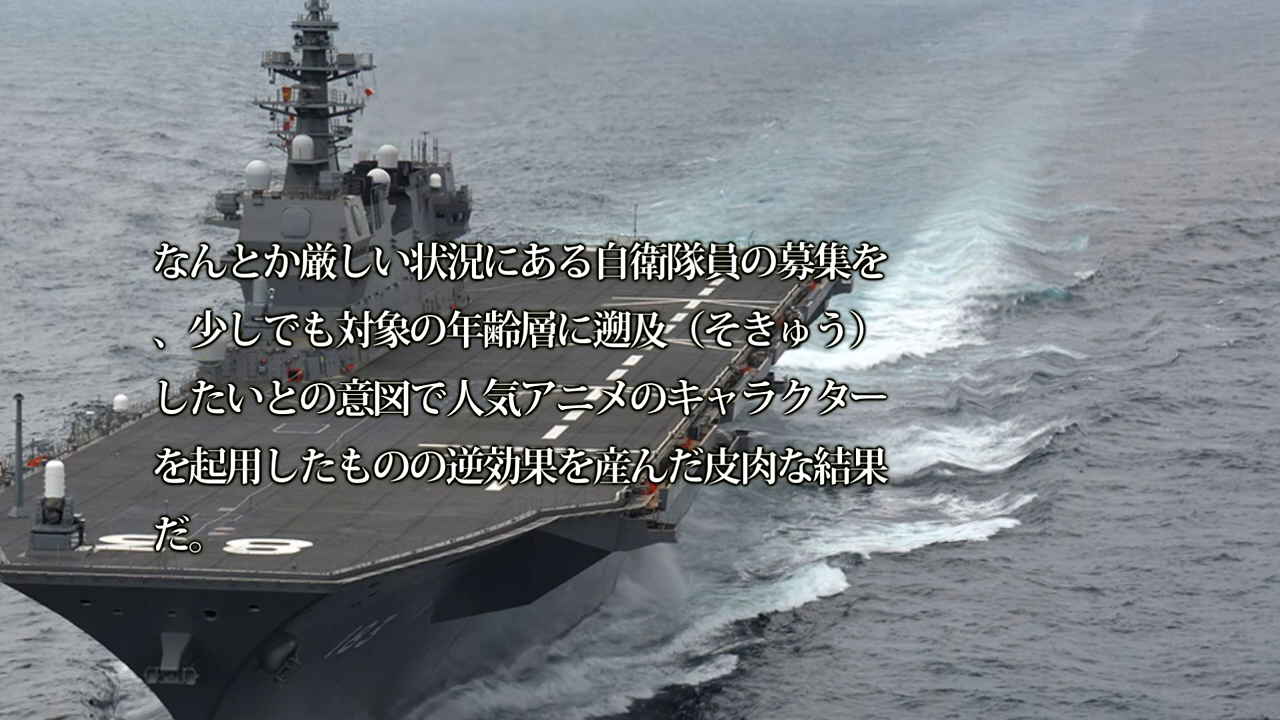 なんとか厳しい状況にある自衛隊員の募集を
、少しでも対象の年齢層に遡及（そきゅう）
したいとの意図で人気アニメのキャラクター
を起用したものの逆効果を産んだ皮肉な結果
だ。
83
183